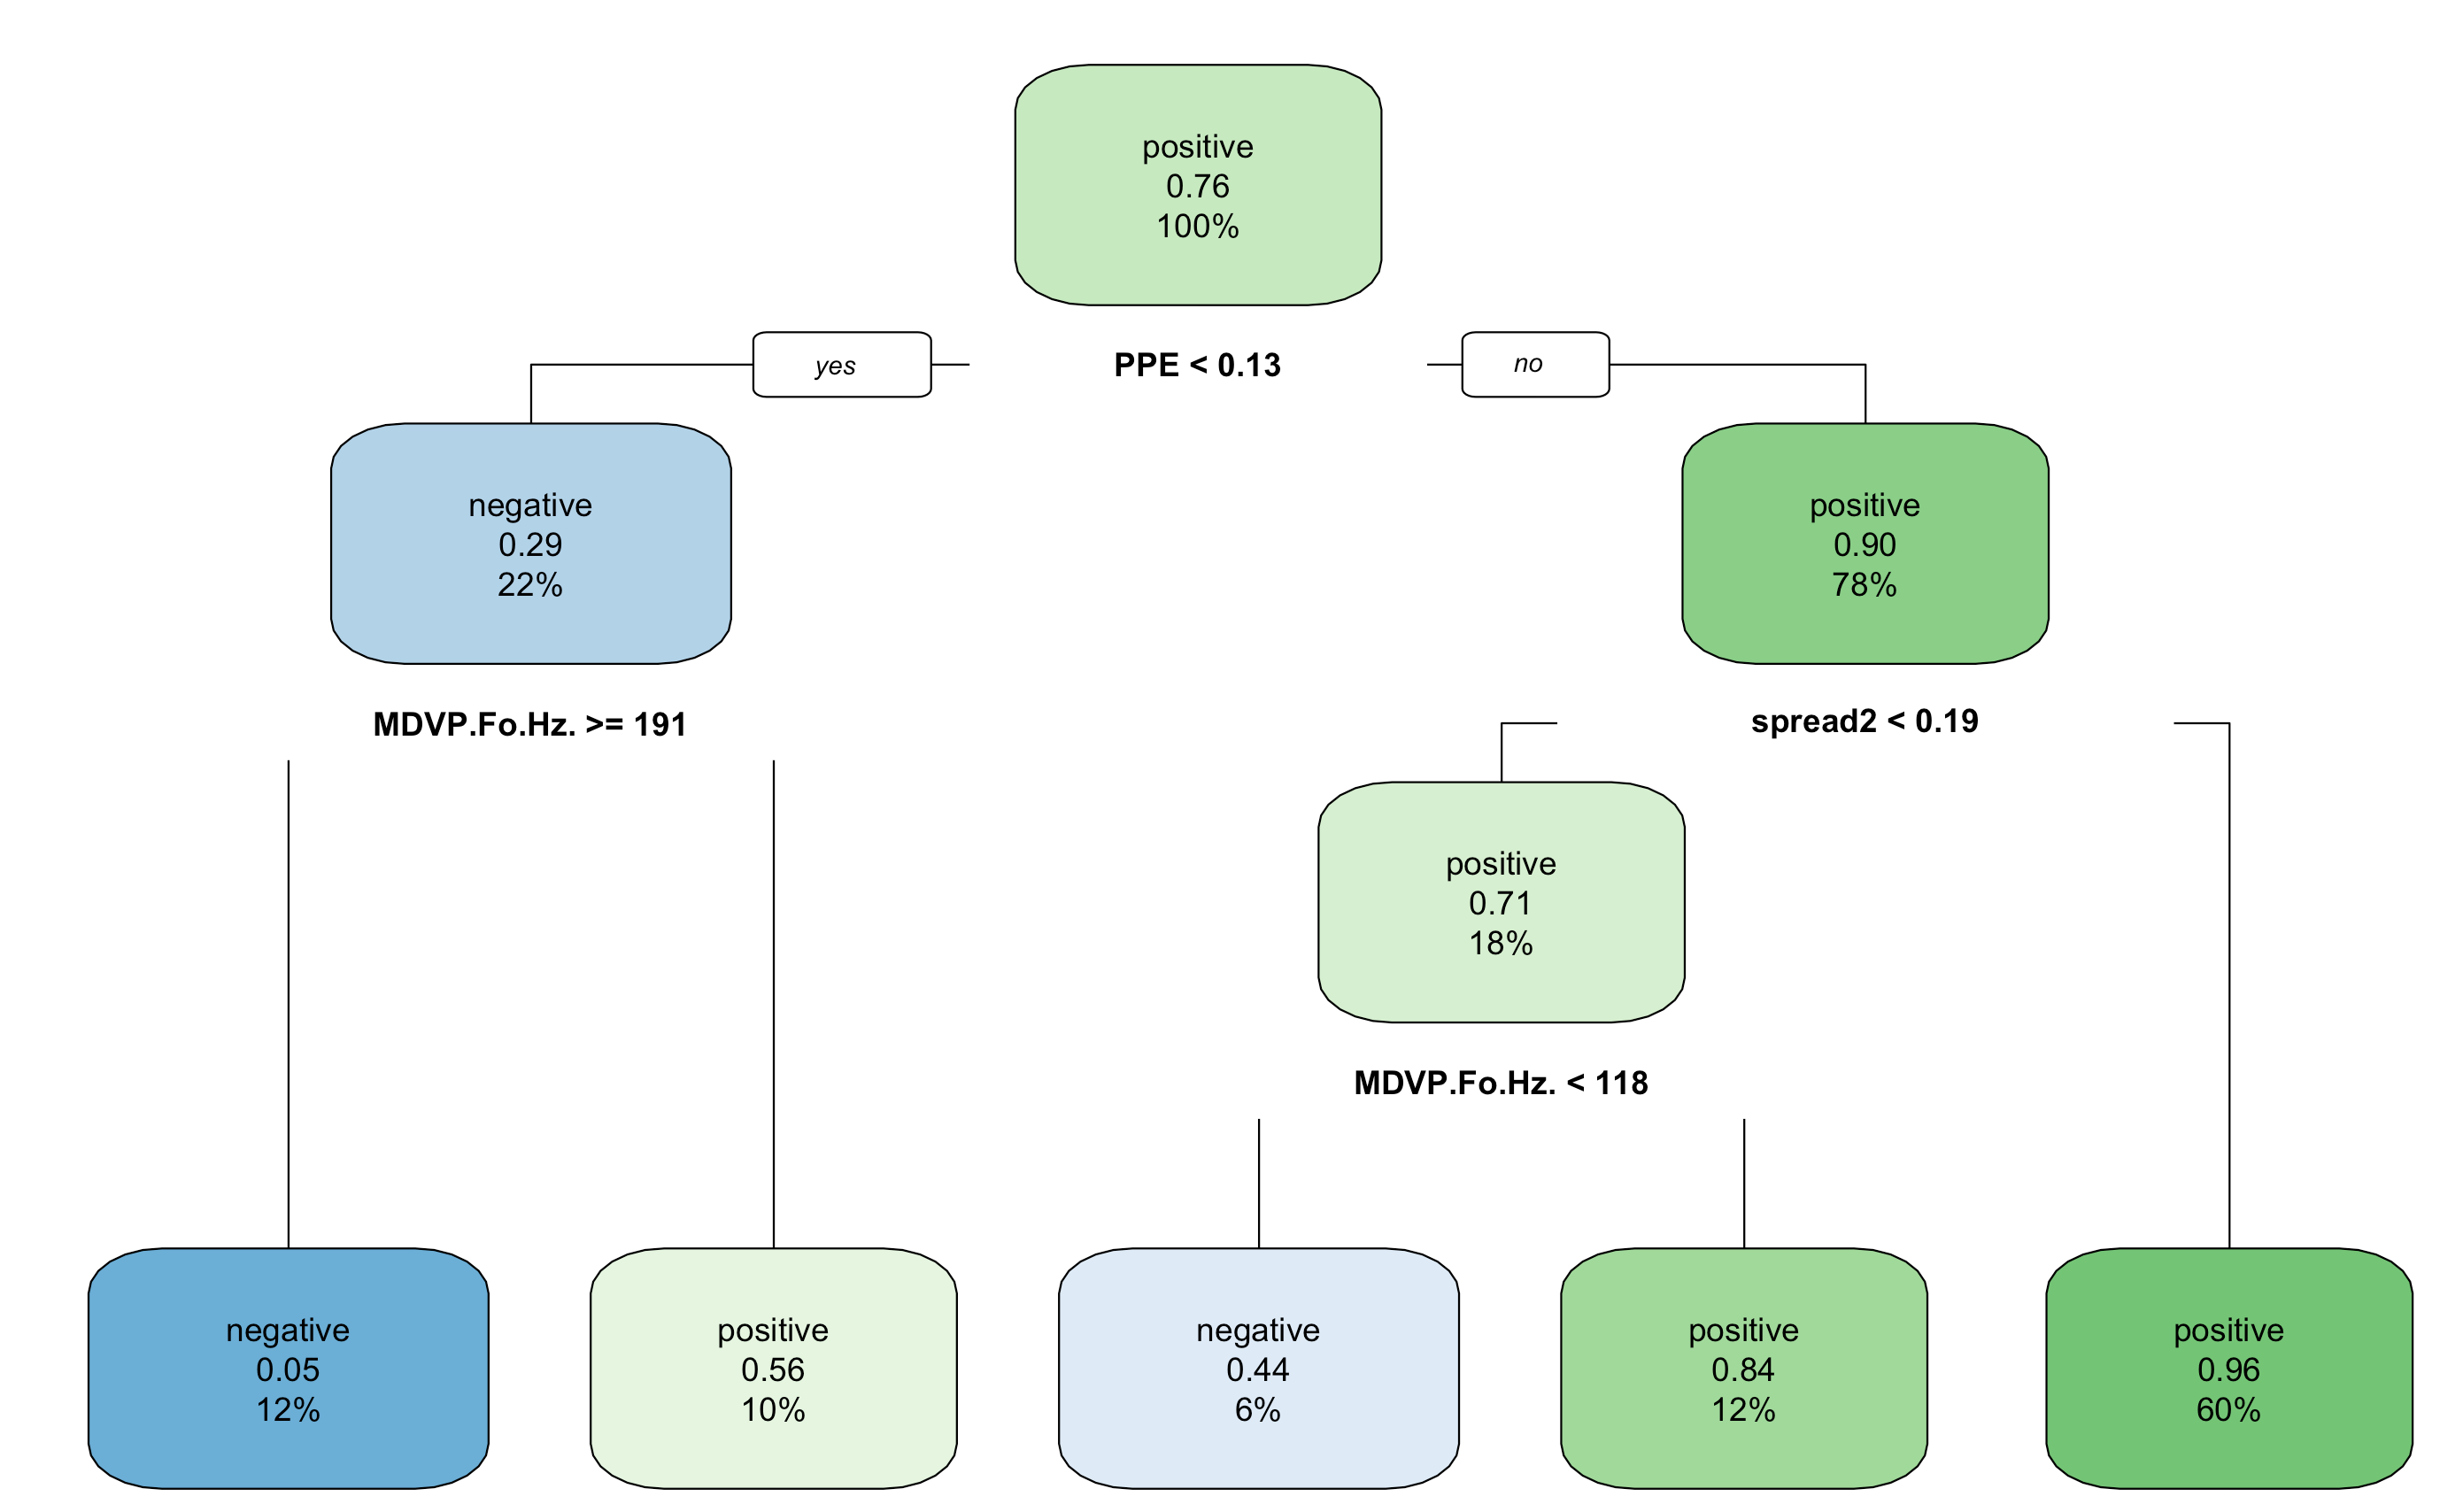 positive
0.76
100%
yes
PPE < 0.13
no
negative
0.29
22%
positive
0.90
78%
MDVP.Fo.Hz. >= 191
spread2 < 0.19
positive
0.71
18%
MDVP.Fo.Hz. < 118
negative
0.05
12%
positive
0.56
10%
negative
0.44
6%
positive
0.84
12%
positive
0.96
60%